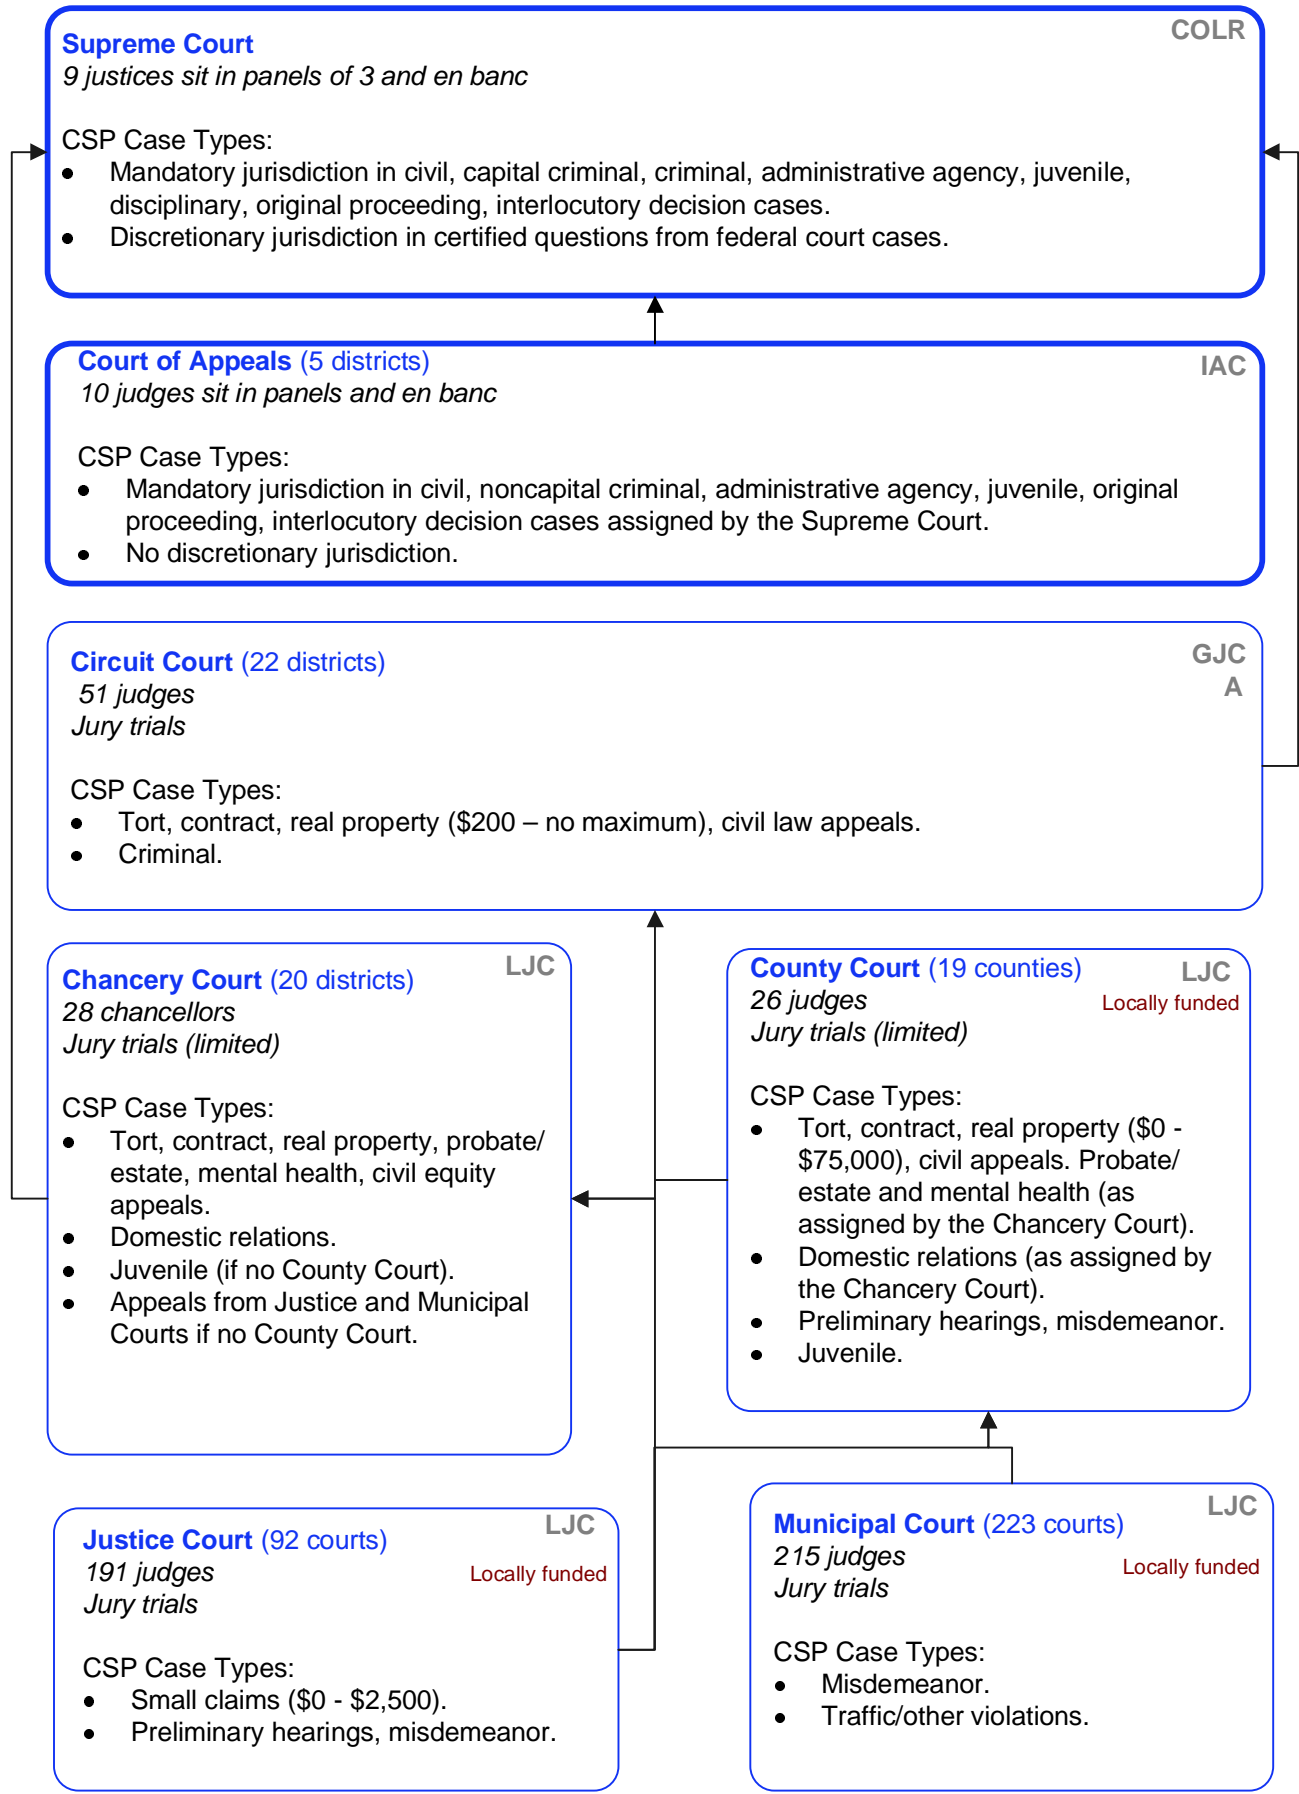 Supreme Court
COLR
9 justices sit in panels of 3 and en banc
CSP Case Types:
• Mandatory jurisdiction in civil, capital criminal, criminal, administrative agency, juvenile,
disciplinary, original proceeding, interlocutory decision cases.
• Discretionary jurisdiction in certified questions from federal court cases.
Court of Appeals (5 districts)
IAC
10 judges sit in panels and en banc
CSP Case Types:
• Mandatory jurisdiction in civil, noncapital criminal, administrative agency, juvenile, original
proceeding, interlocutory decision cases assigned by the Supreme Court.
• No discretionary jurisdiction.
Circuit Court (22 districts)
GJC
A
51 judges
Jury trials
CSP Case Types:
• Tort, contract, real property ($200 – no maximum), civil law appeals.
• Criminal.
Chancery Court (20 districts)
LJC
28 chancellors
Jury trials (limited)
CSP Case Types:
• Tort, contract, real property, probate/
estate, mental health, civil equity
appeals.
• Domestic relations.
• Juvenile (if no County Court).
• Appeals from Justice and Municipal
Courts if no County Court.
County Court (19 counties)
LJC
26 judges
Locally funded
Jury trials (limited)
CSP Case Types:
• Tort, contract, real property ($0 -
$75,000), civil appeals. Probate/
estate and mental health (as
assigned by the Chancery Court).
• Domestic relations (as assigned by
the Chancery Court).
• Preliminary hearings, misdemeanor.
• Juvenile.
Justice Court (92 courts)
LJC
191 judges
Locally funded
Jury trials
CSP Case Types:
• Small claims ($0 - $2,500).
• Preliminary hearings, misdemeanor.
Municipal Court (223 courts)
LJC
215 judges
Locally funded
Jury trials
CSP Case Types:
• Misdemeanor.
• Traffic/other violations.